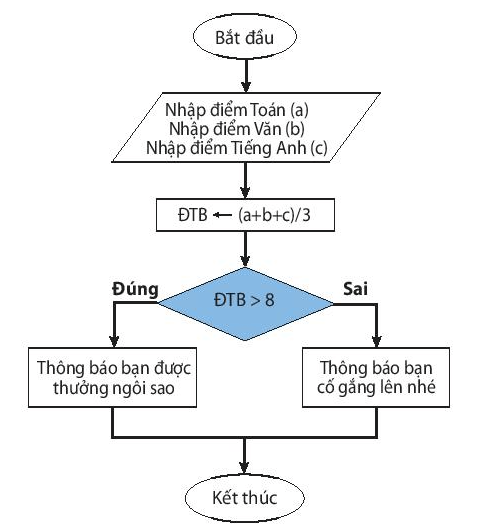 Bắt đầu
Nhập điểm Toán (a)
Nhập điểm Văn (b)
Nhập điểm Tiếng Anh (c)
ĐTB ← (a+b+c)/3
ĐTB > 8
Đúng
Sai
Thông báo bạn được
thưởng ngôi sao
Thông báo bạn
cố gắng lên nhé
Kết thúc